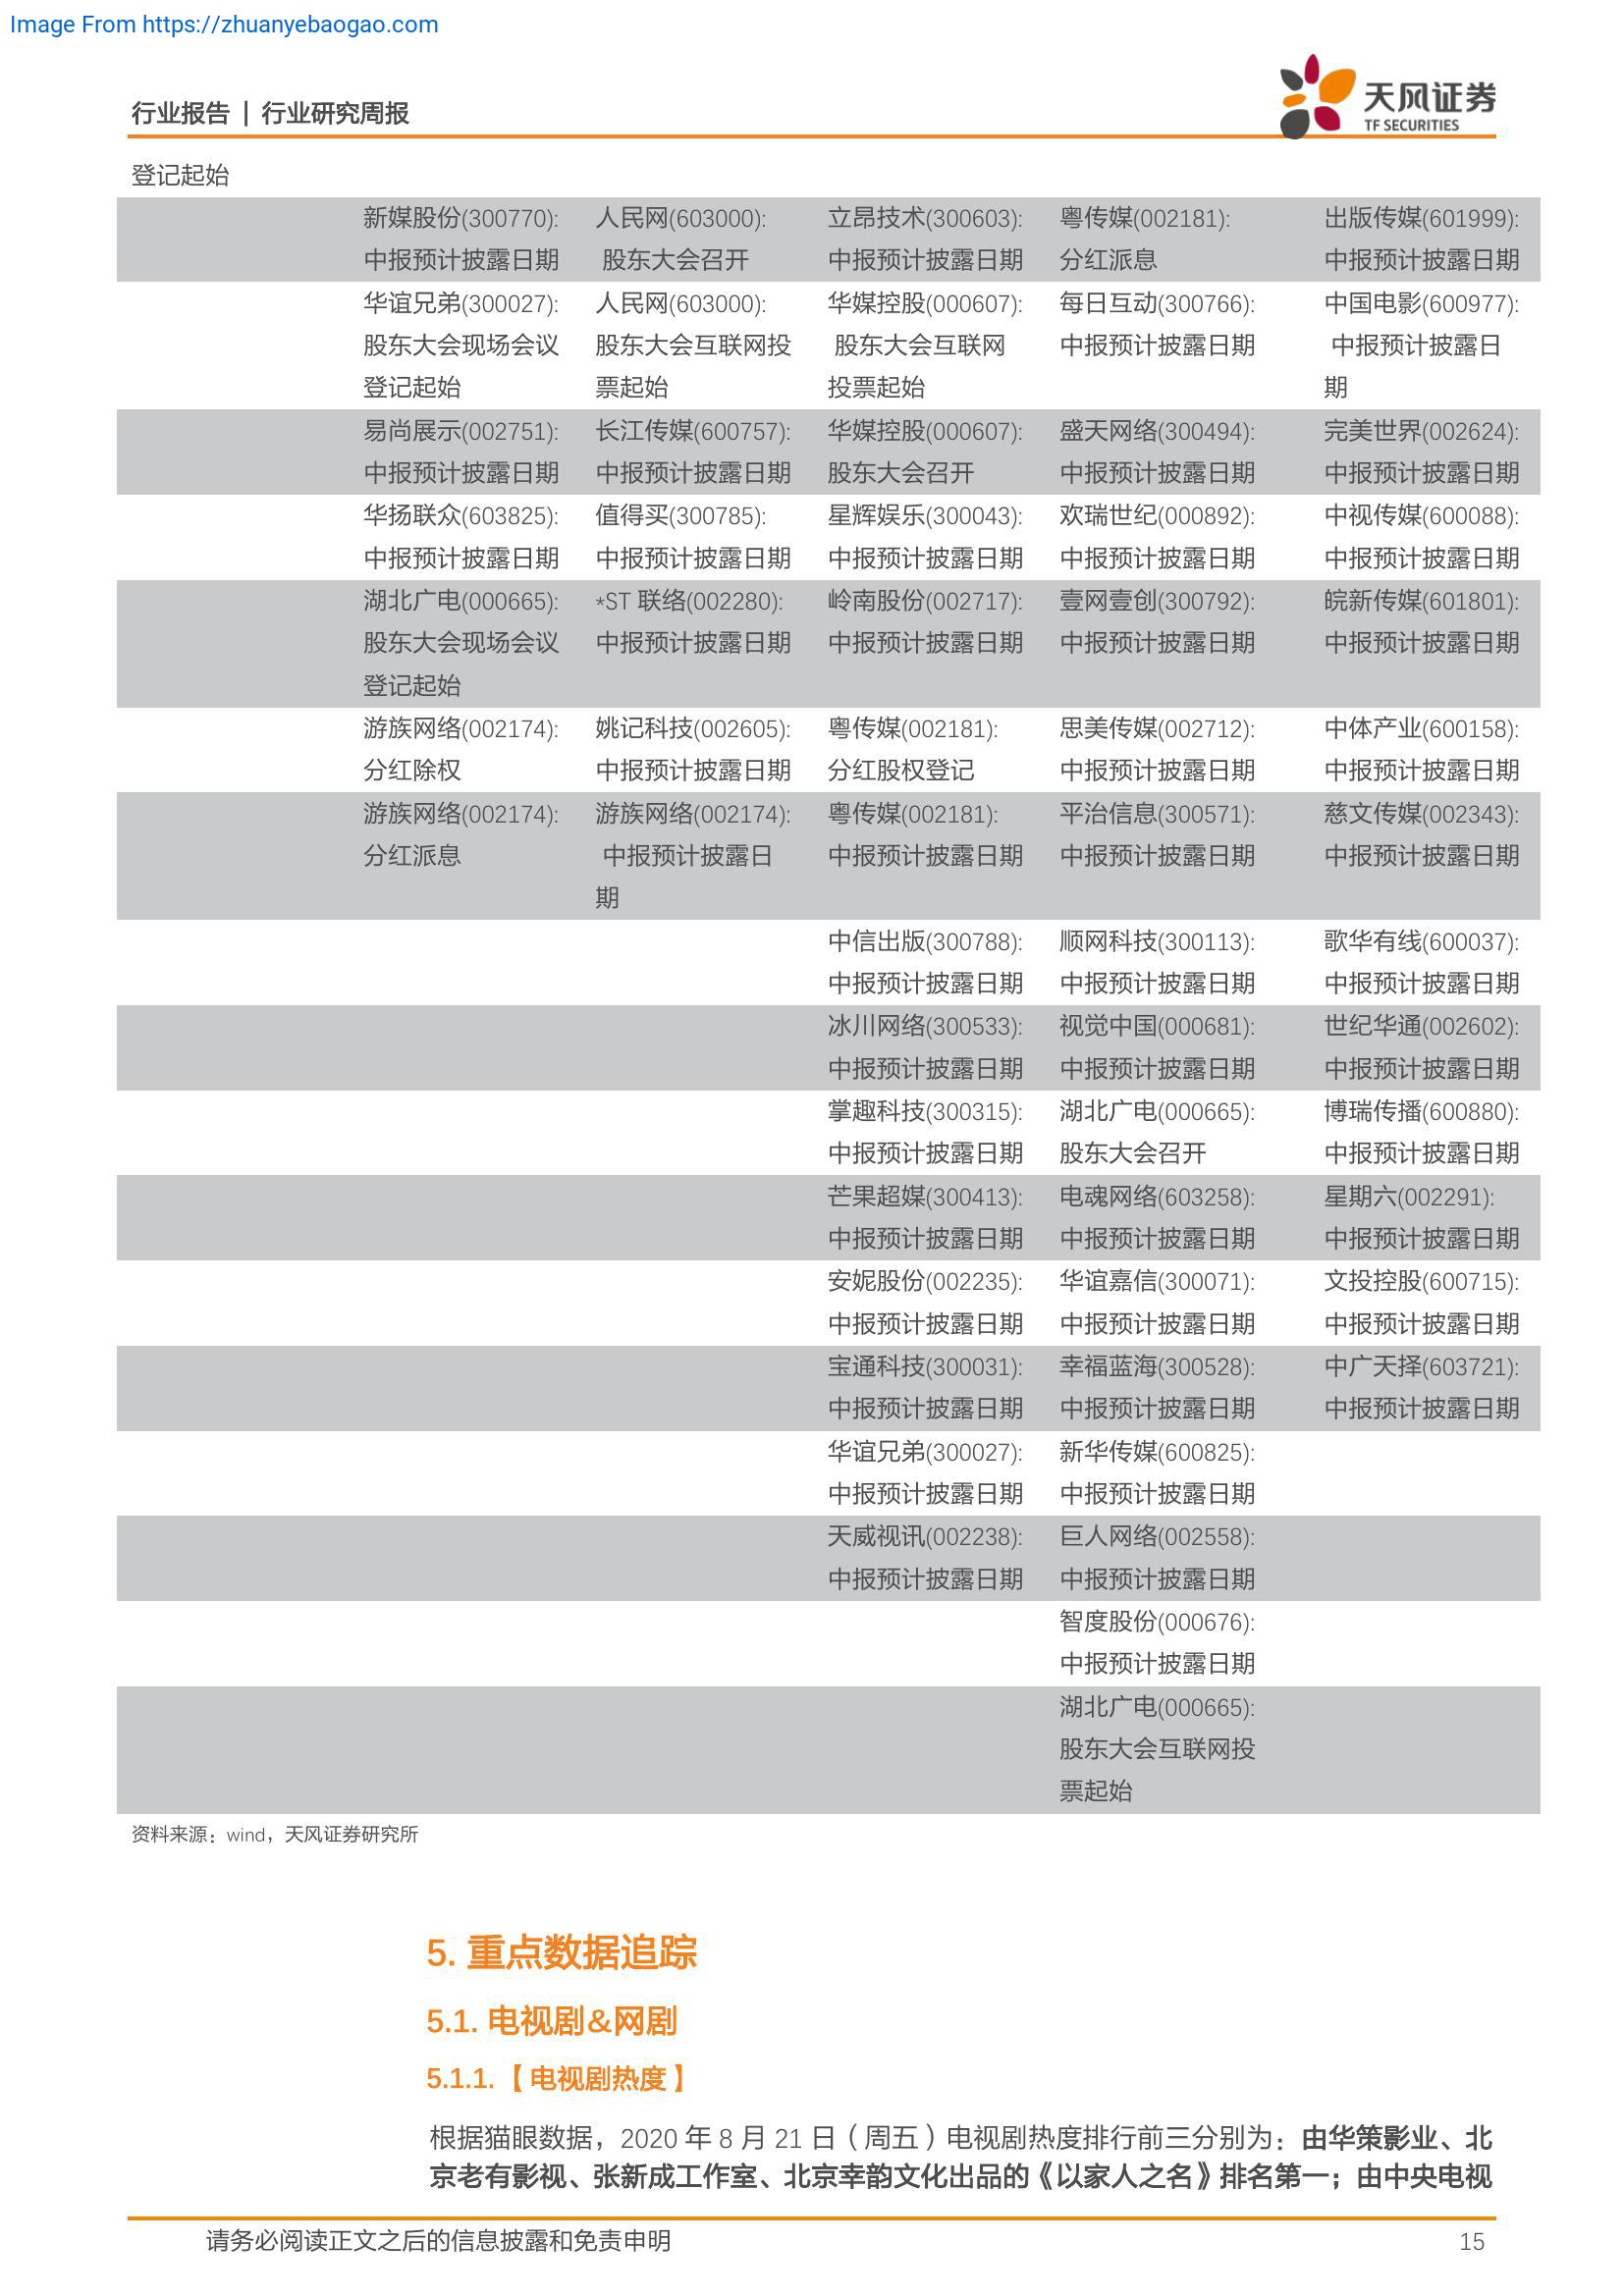 Image From https://zhuanyebaogao.com
行业报告 | 行业研究周报
天风证券
TF SECURITIES
登记起始
新媒股份(300770): 人民网(603000): 立昂技术(300603): 粤传媒(002181): 出版传媒(601999):
中报预计披露日期 股东大会召开 中报预计披露日期 分红派息 中报预计披露日期
华谊兄弟(300027): 人民网(603000): 华媒控股(000607): 每日互动(300766): 中国电影(600977):
股东大会现场会议 股东大会互联网投 股东大会互联网 中报预计披露日期 中报预计披露日
登记起始 票起始 投票起始 期
易尚展示(002751): 长江传媒(600757): 华媒控股(000607): 盛天网络(300494): 完美世界(002624):
中报预计披露日期 中报预计披露日期 股东大会召开 中报预计披露日期 中报预计披露日期
华扬联众(603825): 值得买(300785): 星辉娱乐(300043): 欢瑞世纪(000892): 中视传媒(600088):
中报预计披露日期 中报预计披露日期 中报预计披露日期 中报预计披露日期 中报预计披露日期
湖北广电(000665): *ST 联络(002280): 岭南股份(002717): 壹网壹创(300792): 皖新传媒(601801):
股东大会现场会议 中报预计披露日期 中报预计披露日期 中报预计披露日期 中报预计披露日期
登记起始
游族网络(002174): 姚记科技(002605): 粤传媒(002181): 思美传媒(002712): 中体产业(600158):
分红除权 中报预计披露日期 分红股权登记 中报预计披露日期 中报预计披露日期
游族网络(002174): 游族网络(002174): 粤传媒(002181): 平治信息(300571): 慈文传媒(002343):
分红派息 中报预计披露日 中报预计披露日期 中报预计披露日期 中报预计披露日期
期
中信出版(300788): 顺网科技(300113): 歌华有线(600037):
中报预计披露日期 中报预计披露日期 中报预计披露日期
冰川网络(300533): 视觉中国(000681): 世纪华通(002602):
中报预计披露日期 中报预计披露日期 中报预计披露日期
掌趣科技(300315): 湖北广电(000665): 博瑞传播(600880):
中报预计披露日期 股东大会召开 中报预计披露日期
芒果超媒(300413): 电魂网络(603258): 星期六(002291):
中报预计披露日期 中报预计披露日期 中报预计披露日期
安妮股份(002235): 华谊嘉信(300071): 文投控股(600715):
中报预计披露日期 中报预计披露日期 中报预计披露日期
宝通科技(300031): 幸福蓝海(300528): 中广天择(603721):
中报预计披露日期 中报预计披露日期 中报预计披露日期
华谊兄弟(300027): 新华传媒(600825):
中报预计披露日期 中报预计披露日期
天威视讯(002238): 巨人网络(002558):
中报预计披露日期 中报预计披露日期
智度股份(000676):
中报预计披露日期
湖北广电(000665):
股东大会互联网投
票起始
资料来源：wind，天风证券研究所
5. 重点数据追踪
5.1. 电视剧&网剧
5.1.1.【电视剧热度】
根据猫眼数据，2020 年 8 月 21 日（周五）电视剧热度排行前三分别为：由华策影业、北
京老有影视、张新成工作室、北京幸韵文化出品的《以家人之名》排名第一；由中央电视
请务必阅读正文之后的信息披露和免责申明 15